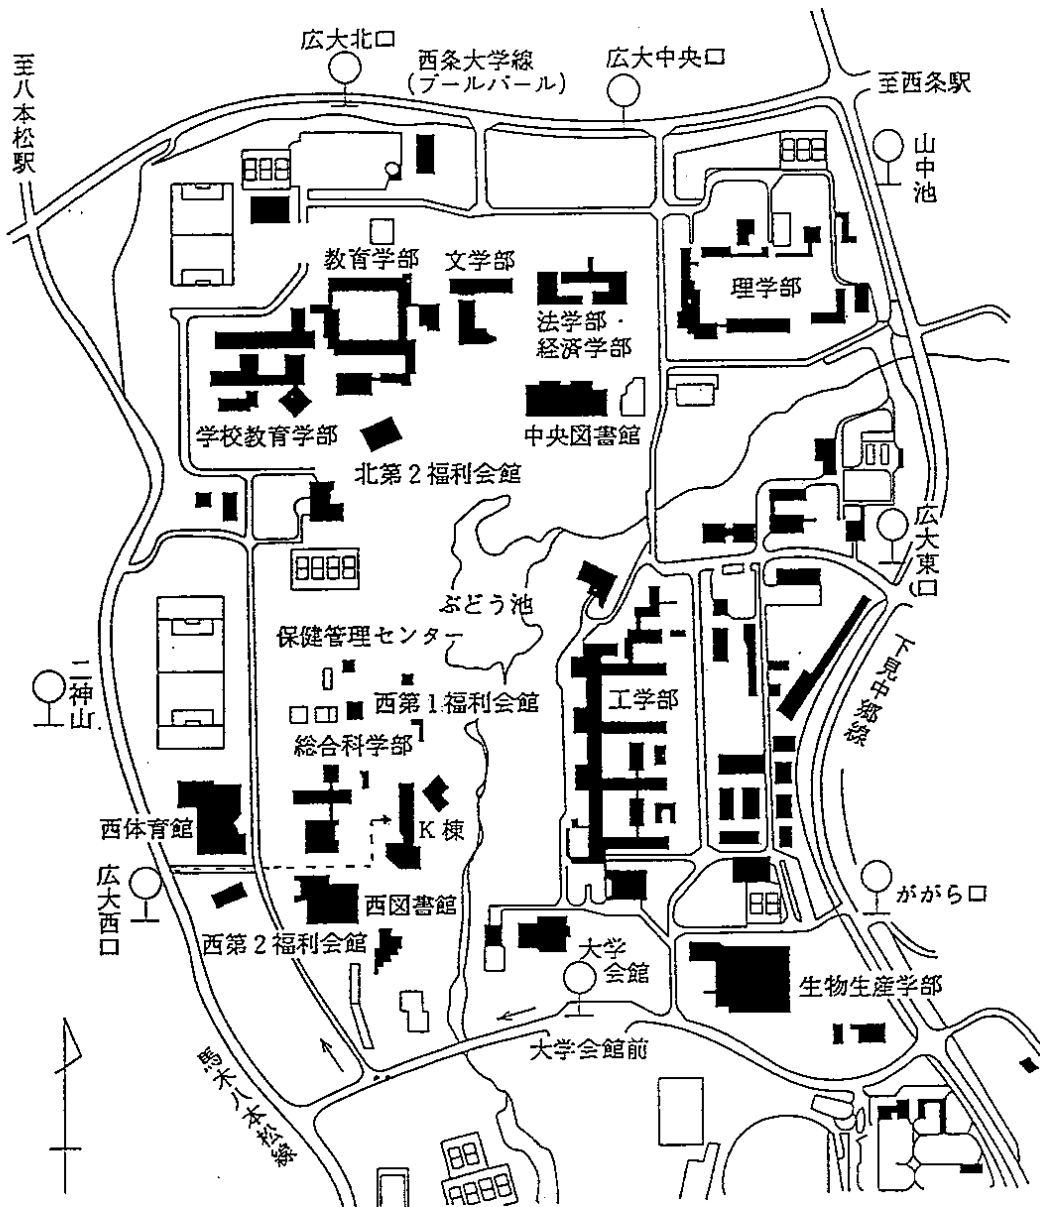 広大北口
西条大学線
(ブールバール)
広大中央口
至八本松駅
至西条駅
山中池
教育学部
文学部
理学部
法学部・
経済学部
学校教育学部
中央図書館
北第2福利会館
広大東口
ぶどう池
保健管理センター
下見中郷線
二神山
西第1福利会館
工学部
総合科学部
西体育館
K棟
広大西口
西図書館
ががら口
西第2福利会館
大学
会館
生物生産学部
大学会館前
馬木八本松線